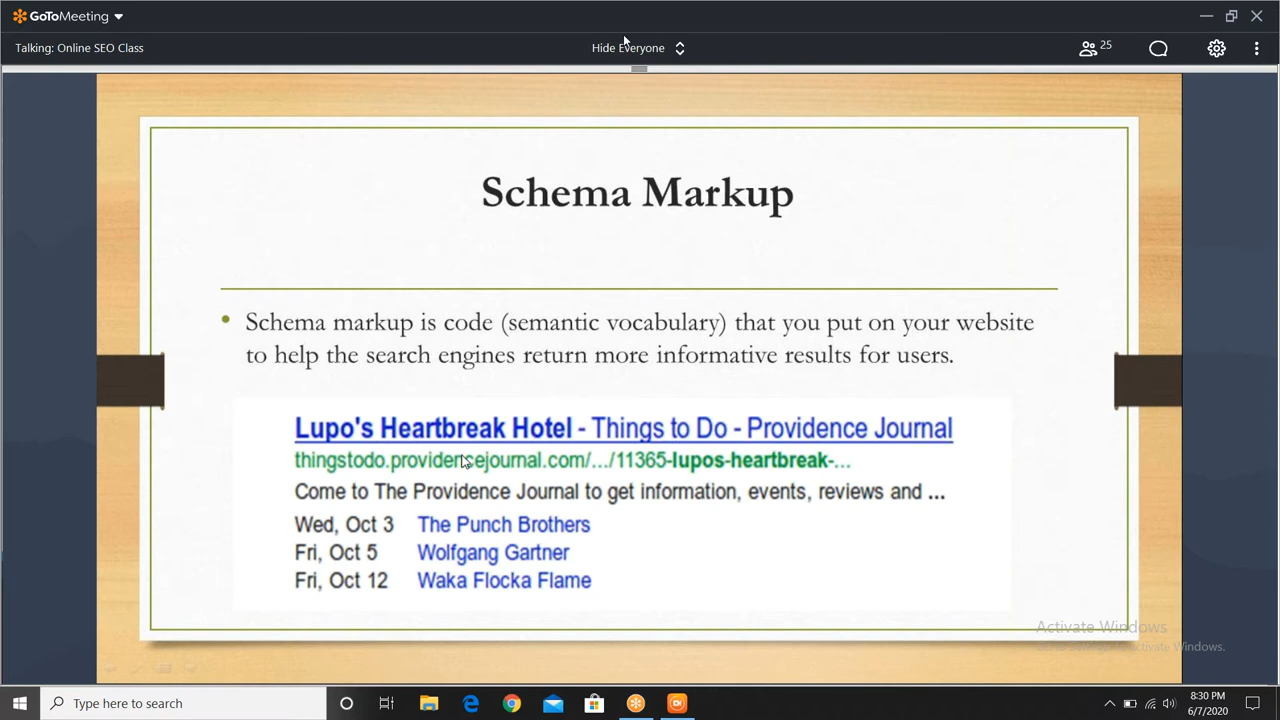 GoToMeeting
Talking: Online SEO Class
Hide Everyone
25
Schema Markup
Schema markup is code (semantic vocabulary) that you put on your website
to help the search engines return more informative results for users.
Lupo's Heartbreak Hotel - Things to Do - Providence Journal
thingstodo.providencejournal.com/.../11365-lupos-heartbreak-...
Come to The Providence Journal to get information, events, reviews and ...
Wed, Oct 3 The Punch Brothers
Fri, Oct 5 Wolfgang Gartner
Fri, Oct 12 Waka Flocka Flame
Activate Windows
Activate Windows.
Type here to search
8:30 PM
6/7/2020